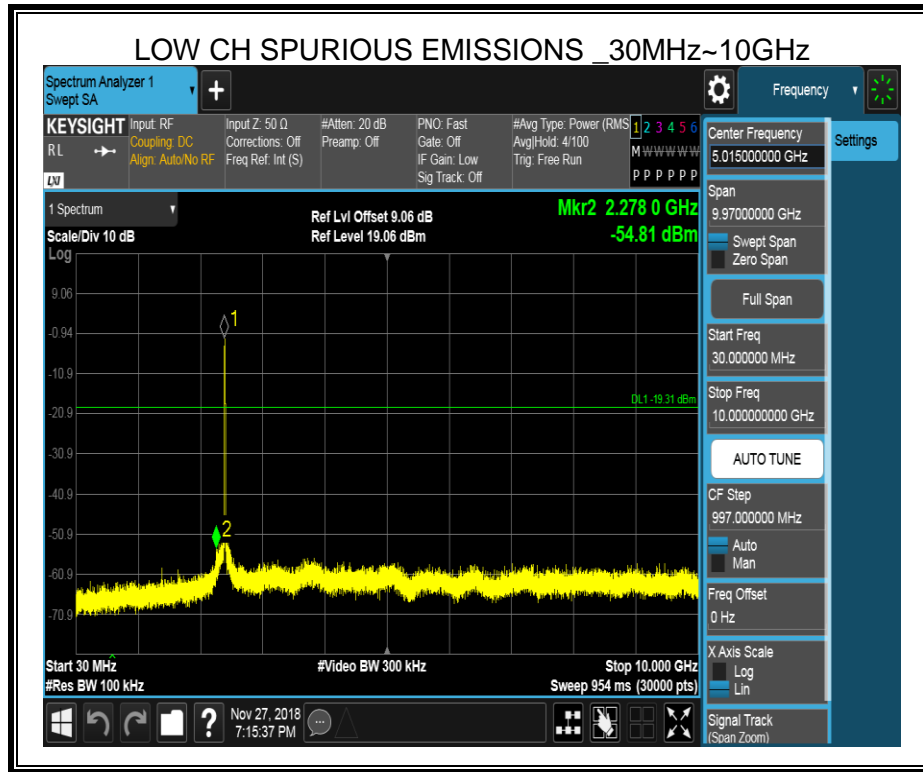 LOW CH SPURIOUS EMISSIONS _30MHz~10GHz
Spectrum Analyzer 1
Swept SA
+
Frequency
KEYSIGHT
RL
LXI
Input: RF
Coupling: DC
Align: Auto/No RF
Input Z: 50 Ω
Corrections: Off
Freq Ref: Int (S)
#Atten: 20 dB
Preamp: Off
PNO: Fast
Gate: Off
IF Gain: Low
Sig Track: Off
#Avg Type: Power (RMS
Avg|Hold: 4/100
Trig: Free Run
1 2 3 4 5 6
M W W W W W
P P P P P P
1 Spectrum
Scale/Div 10 dB
Log
Ref Lvl Offset 9.06 dB
Ref Level 19.06 dBm
Mkr2 2.278 0 GHz
-54.81 dBm
9.06
-0.94
-10.9
-20.9
-30.9
-40.9
-50.9
-60.9
-70.9
1
DL1 -19.31 dBm
2
Start 30 MHz
#Res BW 100 kHz
#Video BW 300 kHz
Stop 10.000 GHz
Sweep 954 ms (30000 pts)
Center Frequency
5.015000000 GHz
Settings
Span
9.97000000 GHz
Swept Span
Zero Span
Full Span
Start Freq
30.000000 MHz
Stop Freq
10.000000000 GHz
AUTO TUNE
CF Step
997.000000 MHz
Auto
Man
Freq Offset
0 Hz
X Axis Scale
Log
Lin
Signal Track
(Span Zoom)
?
Nov 27, 2018
7:15:37 PM